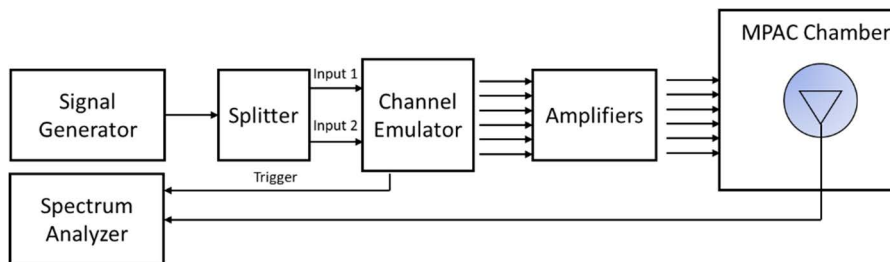 MPAC Chamber
Signal
Generator
Splitter
Input 1
Input 2
Channel
Emulator
Amplifiers
Trigger
Spectrum
Analyzer